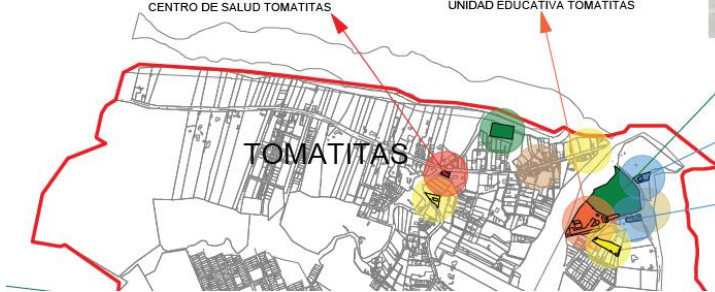 CENTRO DE SALUD TOMATITAS
UNIDAD EDUCATIVA TOMATITAS
TOMATITAS